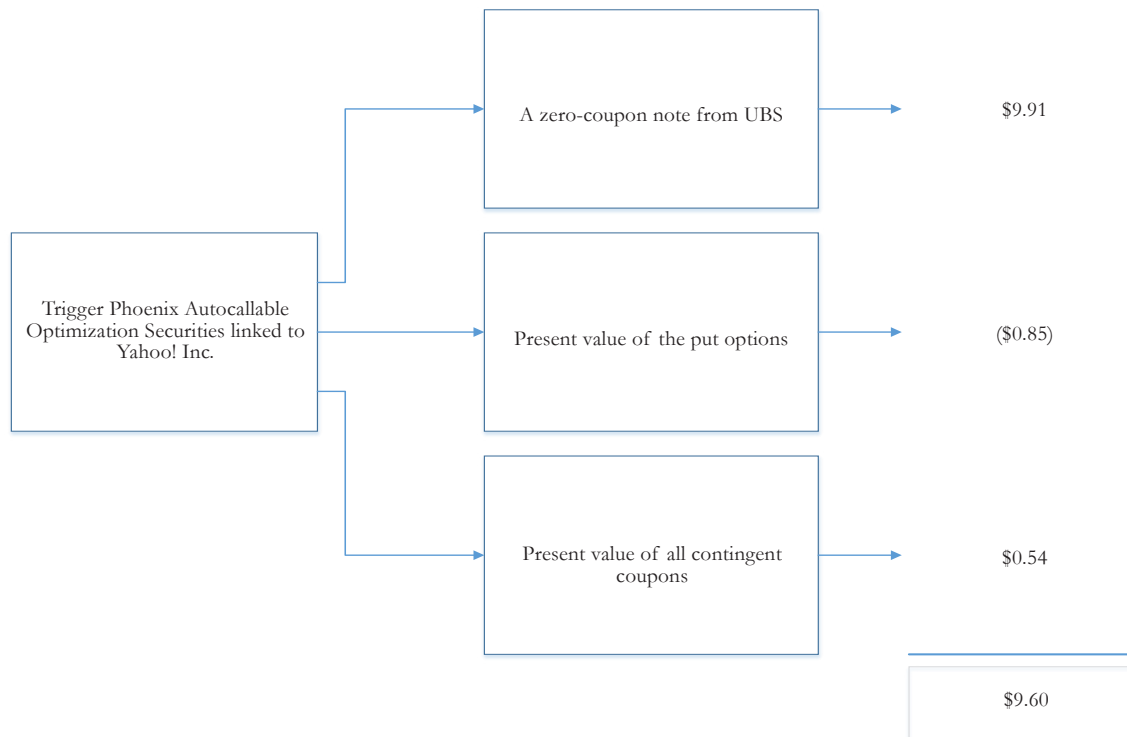 A zero-coupon note from UBS
$9.91
Trigger Phoenix Autocallable
Optimization Securities linked to
Yahoo! Inc.
Present value of the put options
($0.85)
Present value of all contingent
coupons
$0.54
$9.60